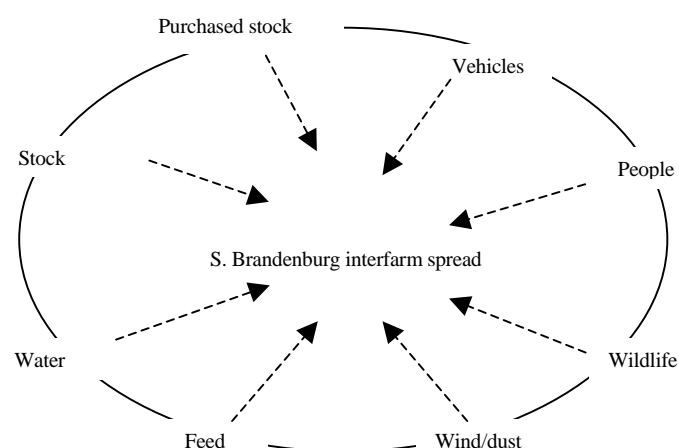 Purchased stock
Vehicles
Stock
People
S. Brandenburg interfarm spread
Water
Wildlife
Feed
Wind/dust